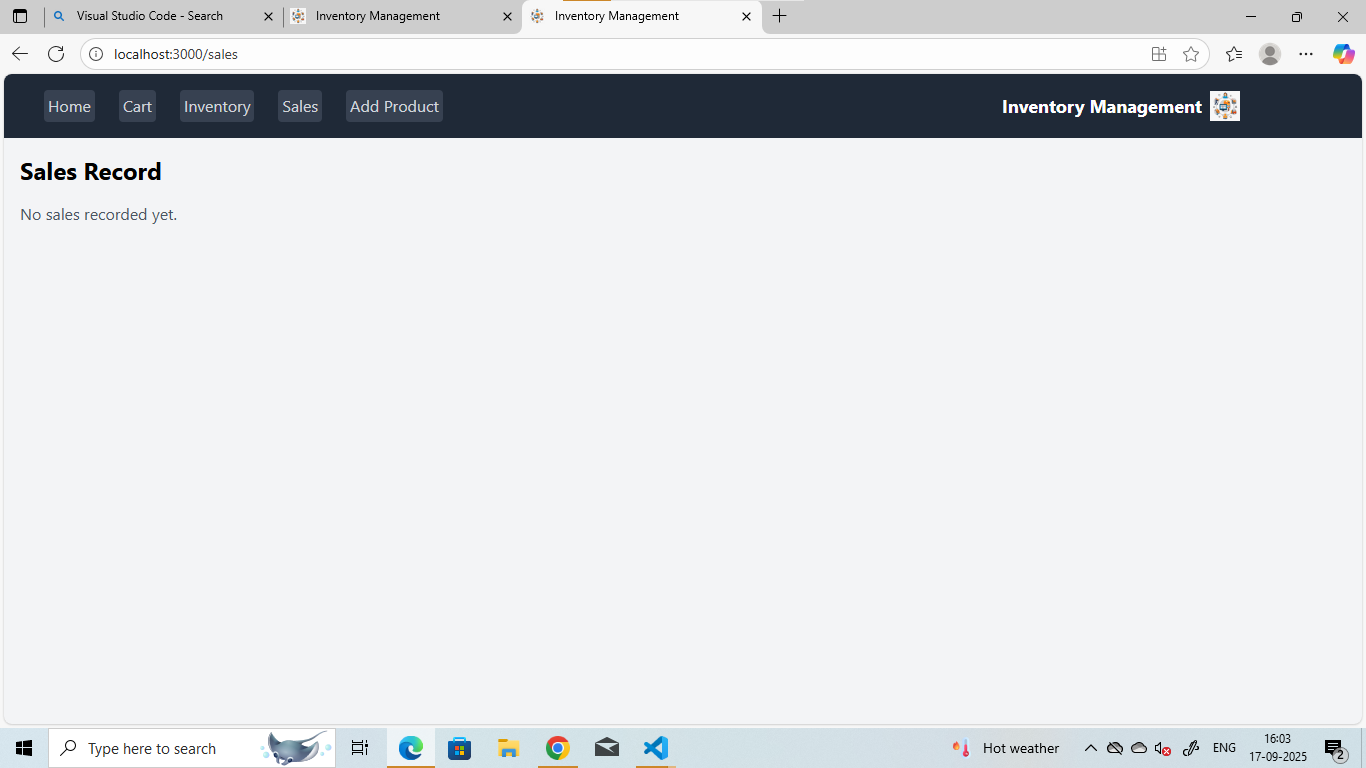 Visual Studio Code - Search
Inventory Management
Inventory Management
localhost:3000/sales
Home Cart Inventory Sales Add Product Inventory Management
Sales Record
No sales recorded yet.
Type here to search
Hot weather
ENG
16:03
17-09-2025
2